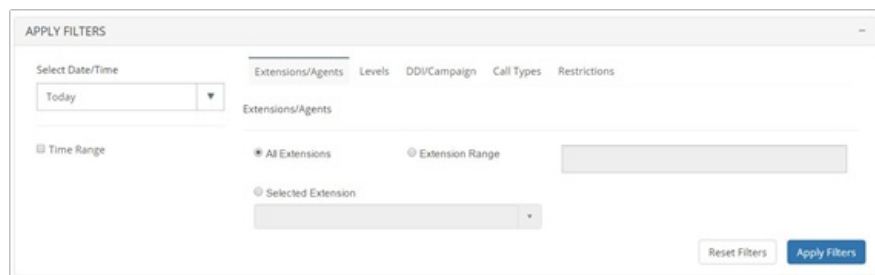 APPLY FILTERS
Select Date/Time
Today
Time Range
Extensions/Agents Levels DDI/Campaign Call Types Restrictions
Extensions/Agents
All Extensions Extension Range
Selected Extension
Reset Filters Apply Filters